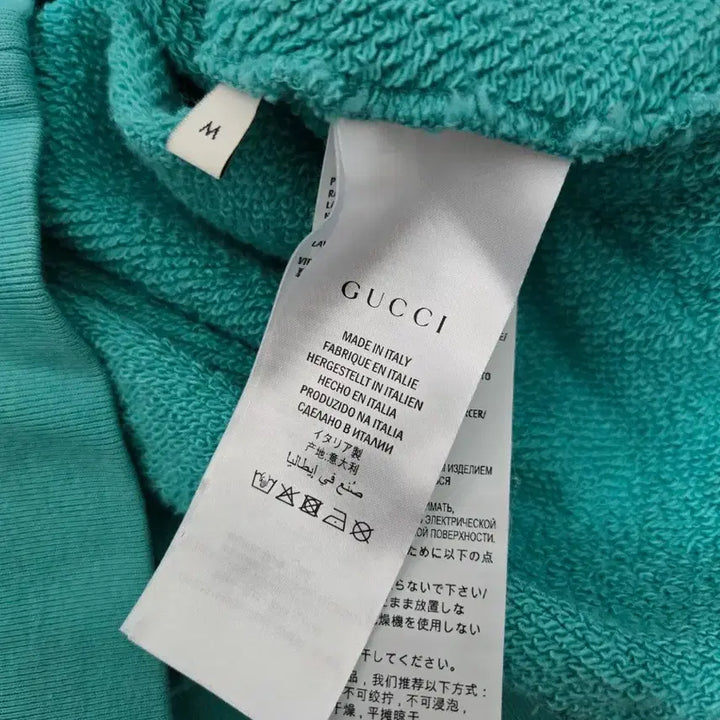 M
GUCCI
MADE IN ITALY
FABRIQUE EN ITALIE
HERGESTELLT IN ITALIEN
HECHO EN ITALIA
PRODUZIDO NA ITALIA
СДЕЛАНО В ИТАЛИИ
イタリア製
产地:意大利
صنع في إيطاليا
ИЗДЕЛИЕМ
ЭЛЕКТРИЧЕСКОЙ
ПОВЕРХНОСТИ.
ために以下の点
らないで下さい/
まま放置しな
燥機を使用しない
干してください。
品，我们推荐以下方式：
不可绞拧，不可浸泡，
干燥，平摊晾干